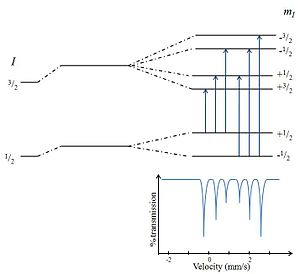 I
m_I
3/2
1/2
-3/2
-1/2
+1/2
+3/2
+1/2
-1/2
% transmission
-2 0 2
Velocity (mm/s)